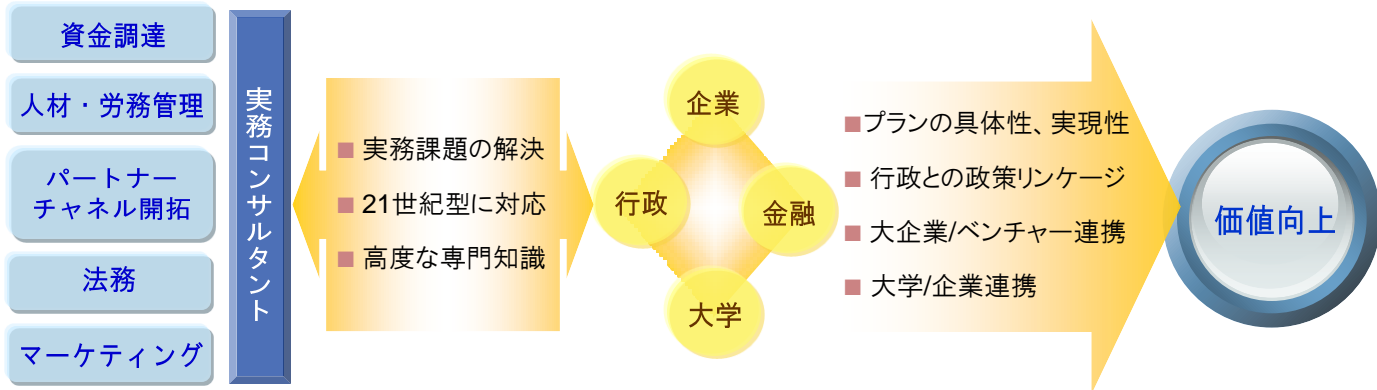 資金調達
人材・労務管理
パートナー
チャネル開拓
法務
マーケティング
実務コンサルタント
■ 実務課題の解決
■ 21世紀型に対応
■ 高度な専門知識
企業
行政
金融
大学
■プランの具体性、実現性
■ 行政との政策リンケージ
■ 大企業/ベンチャー連携
■ 大学/企業連携
価値向上